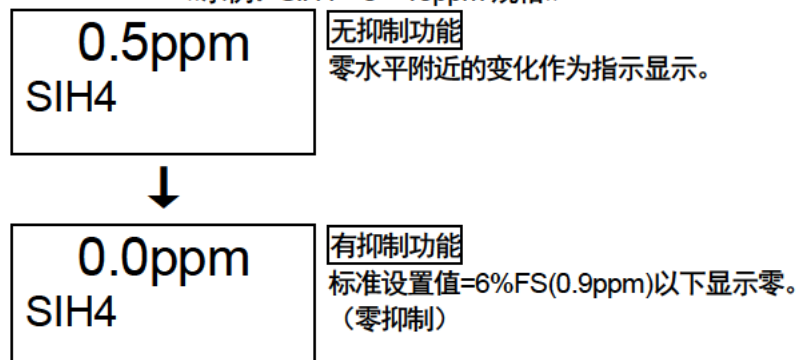 0.5ppm
SIH4
无抑制功能
零水平附近的变化作为指示显示。
↓
0.0ppm
SIH4
有抑制功能
标准设置值=6%FS(0.9ppm)以下显示零。
（零抑制）